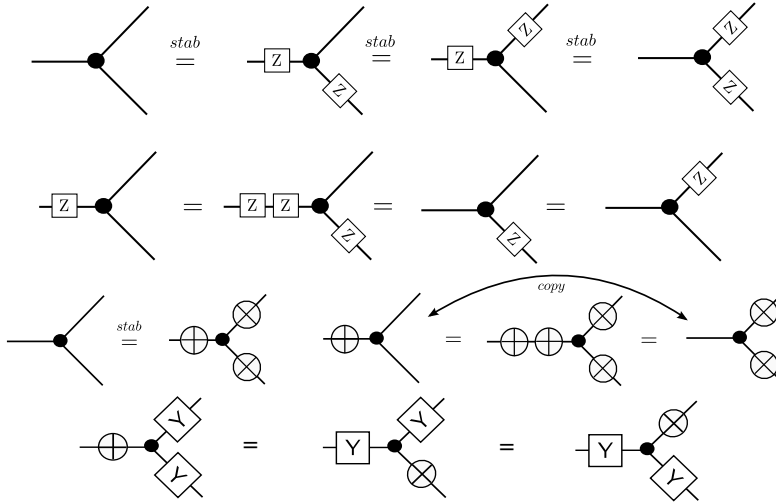 stab = Z Z stab = Z Z stab = Z Z
Z = Z Z Z = Z = Z
stab = = copy =
Y Y = Y Y = Y Y